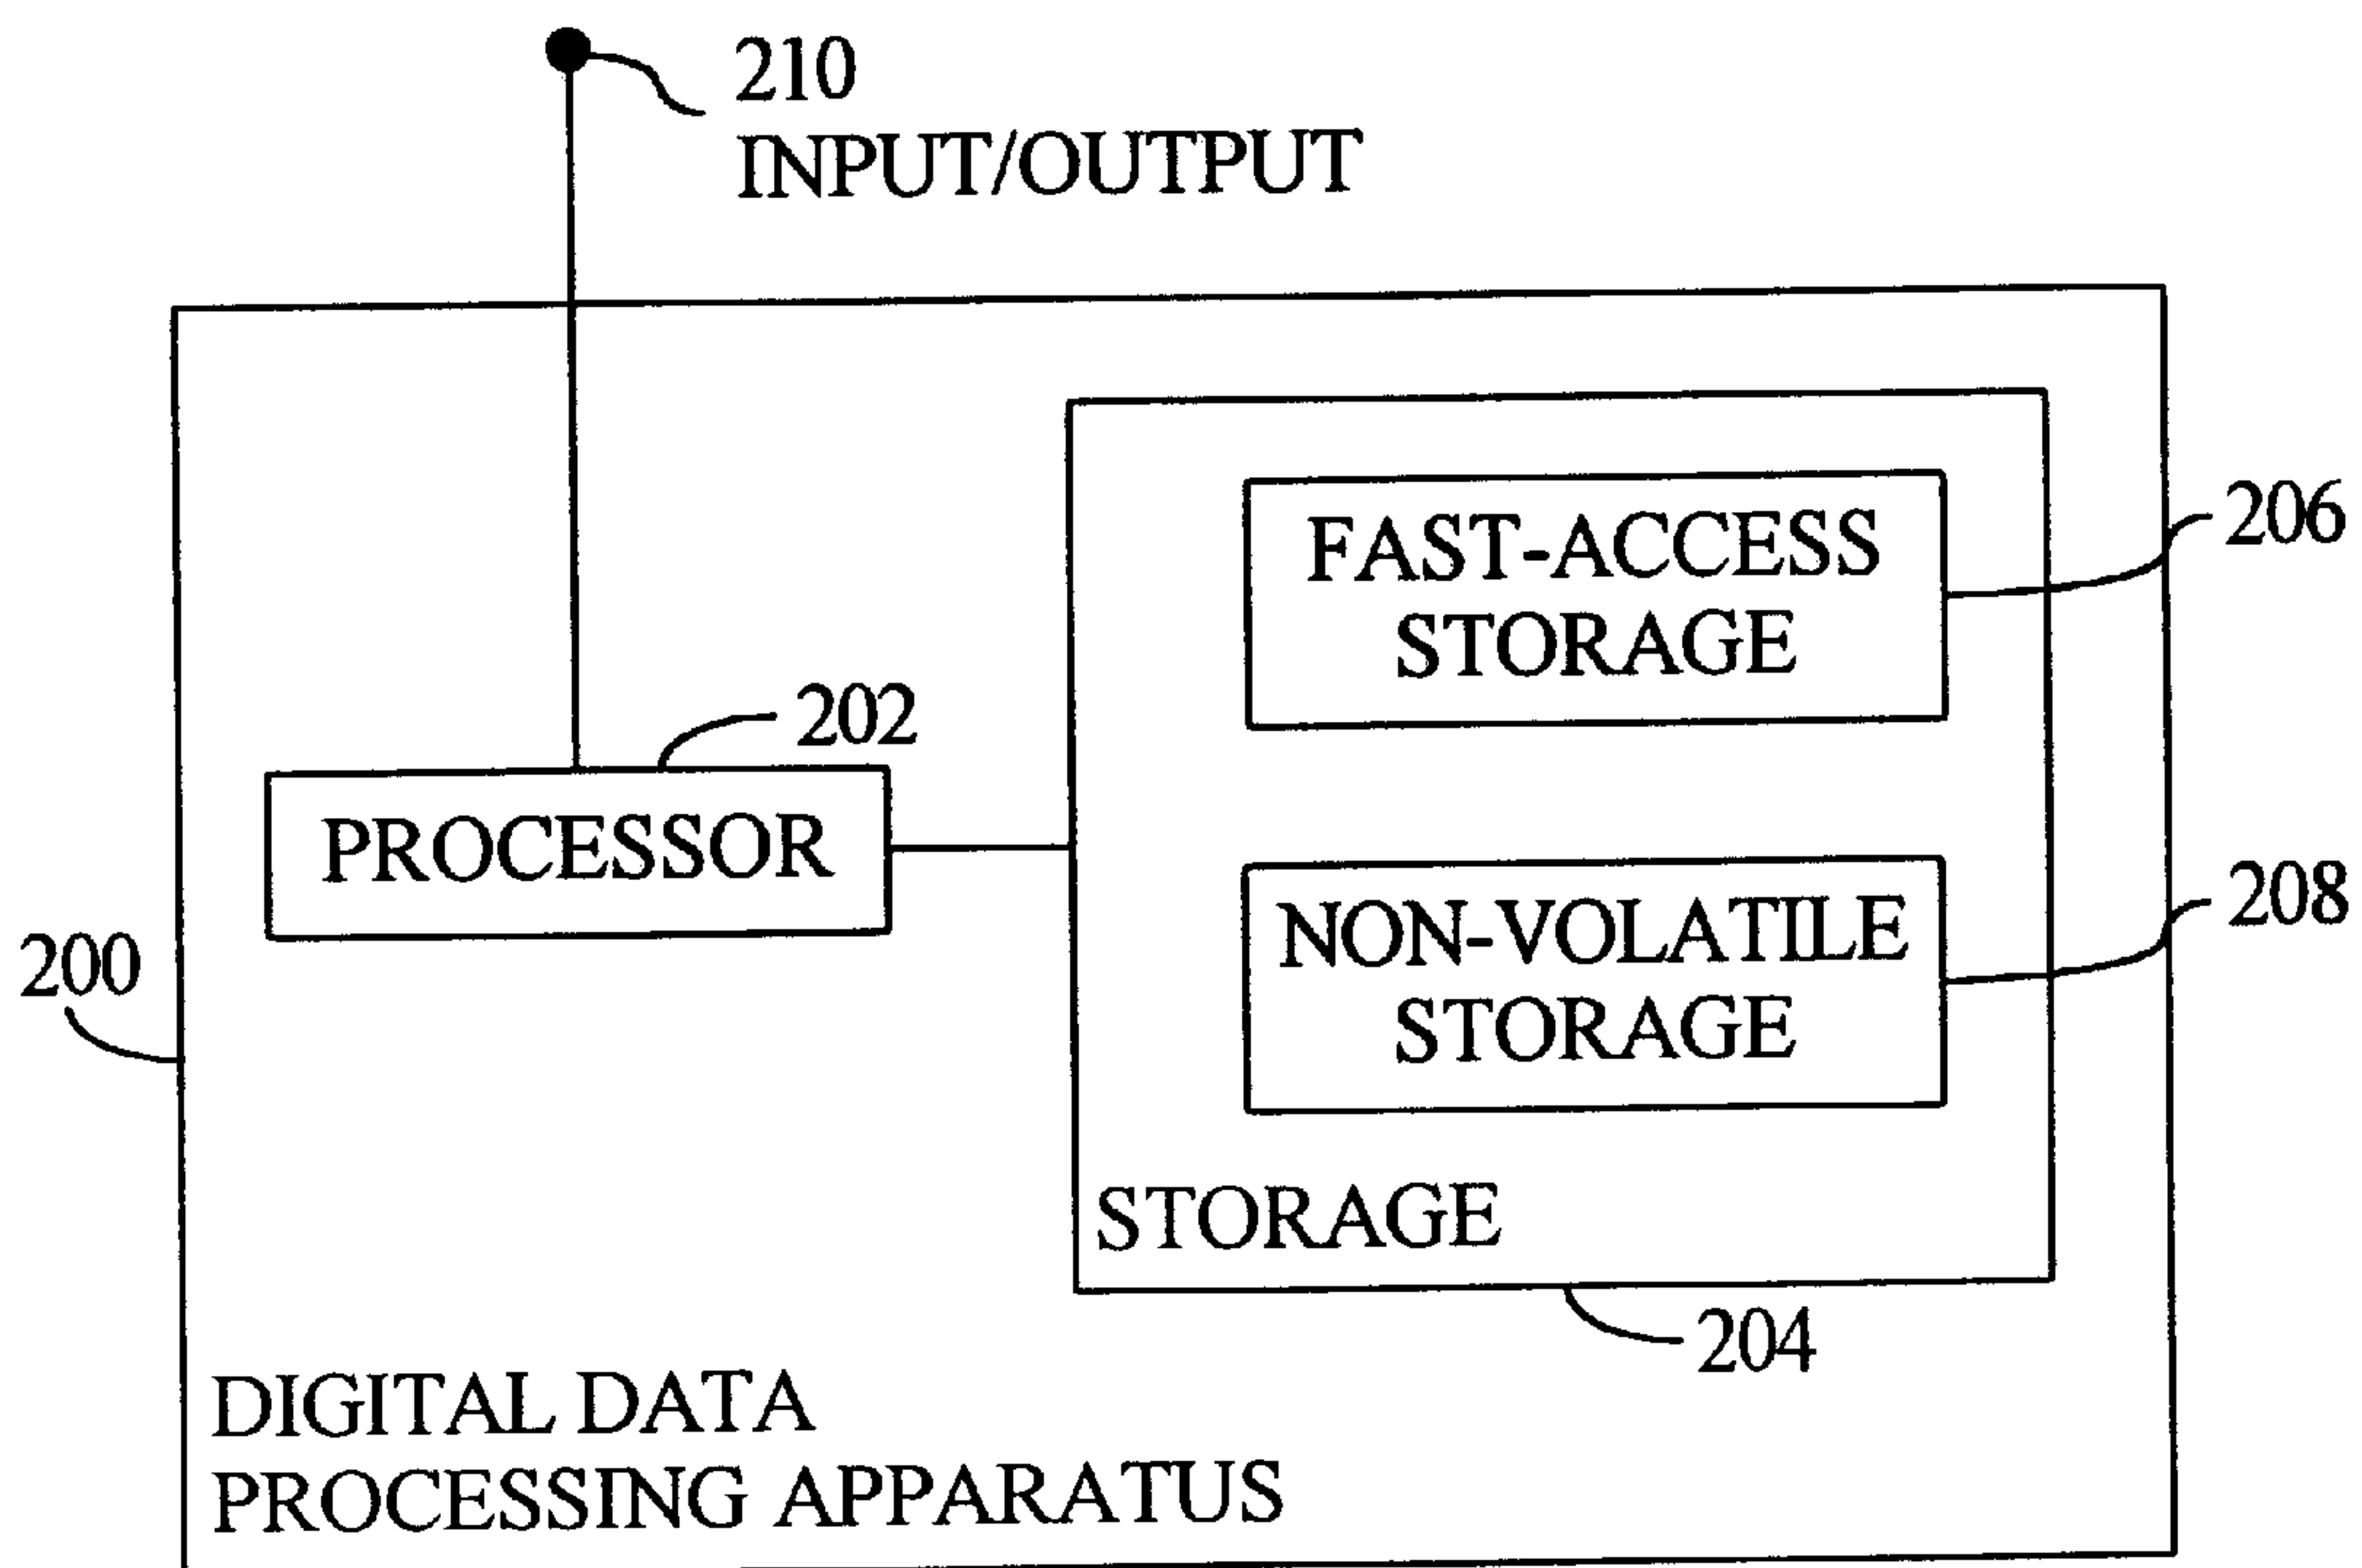 210
INPUT/OUTPUT
FAST-ACCESS
STORAGE
206
202
PROCESSOR
NON-VOLATILE
STORAGE
208
200
STORAGE
204
DIGITAL DATA
PROCESSING APPARATUS